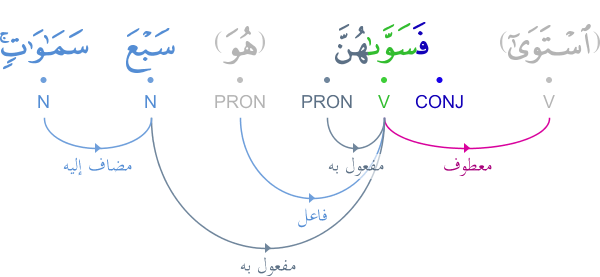 (ٱسْتَوَىٰٓ) فَسَوَّىٰهُنَّ (هُوَ) سَبْعَ سَمَٰوَٰتٍۢ ۚ
V CONJ V PRON PRON N N
معطوف مفعول به مضاف إليه
فاعل
مفعول به